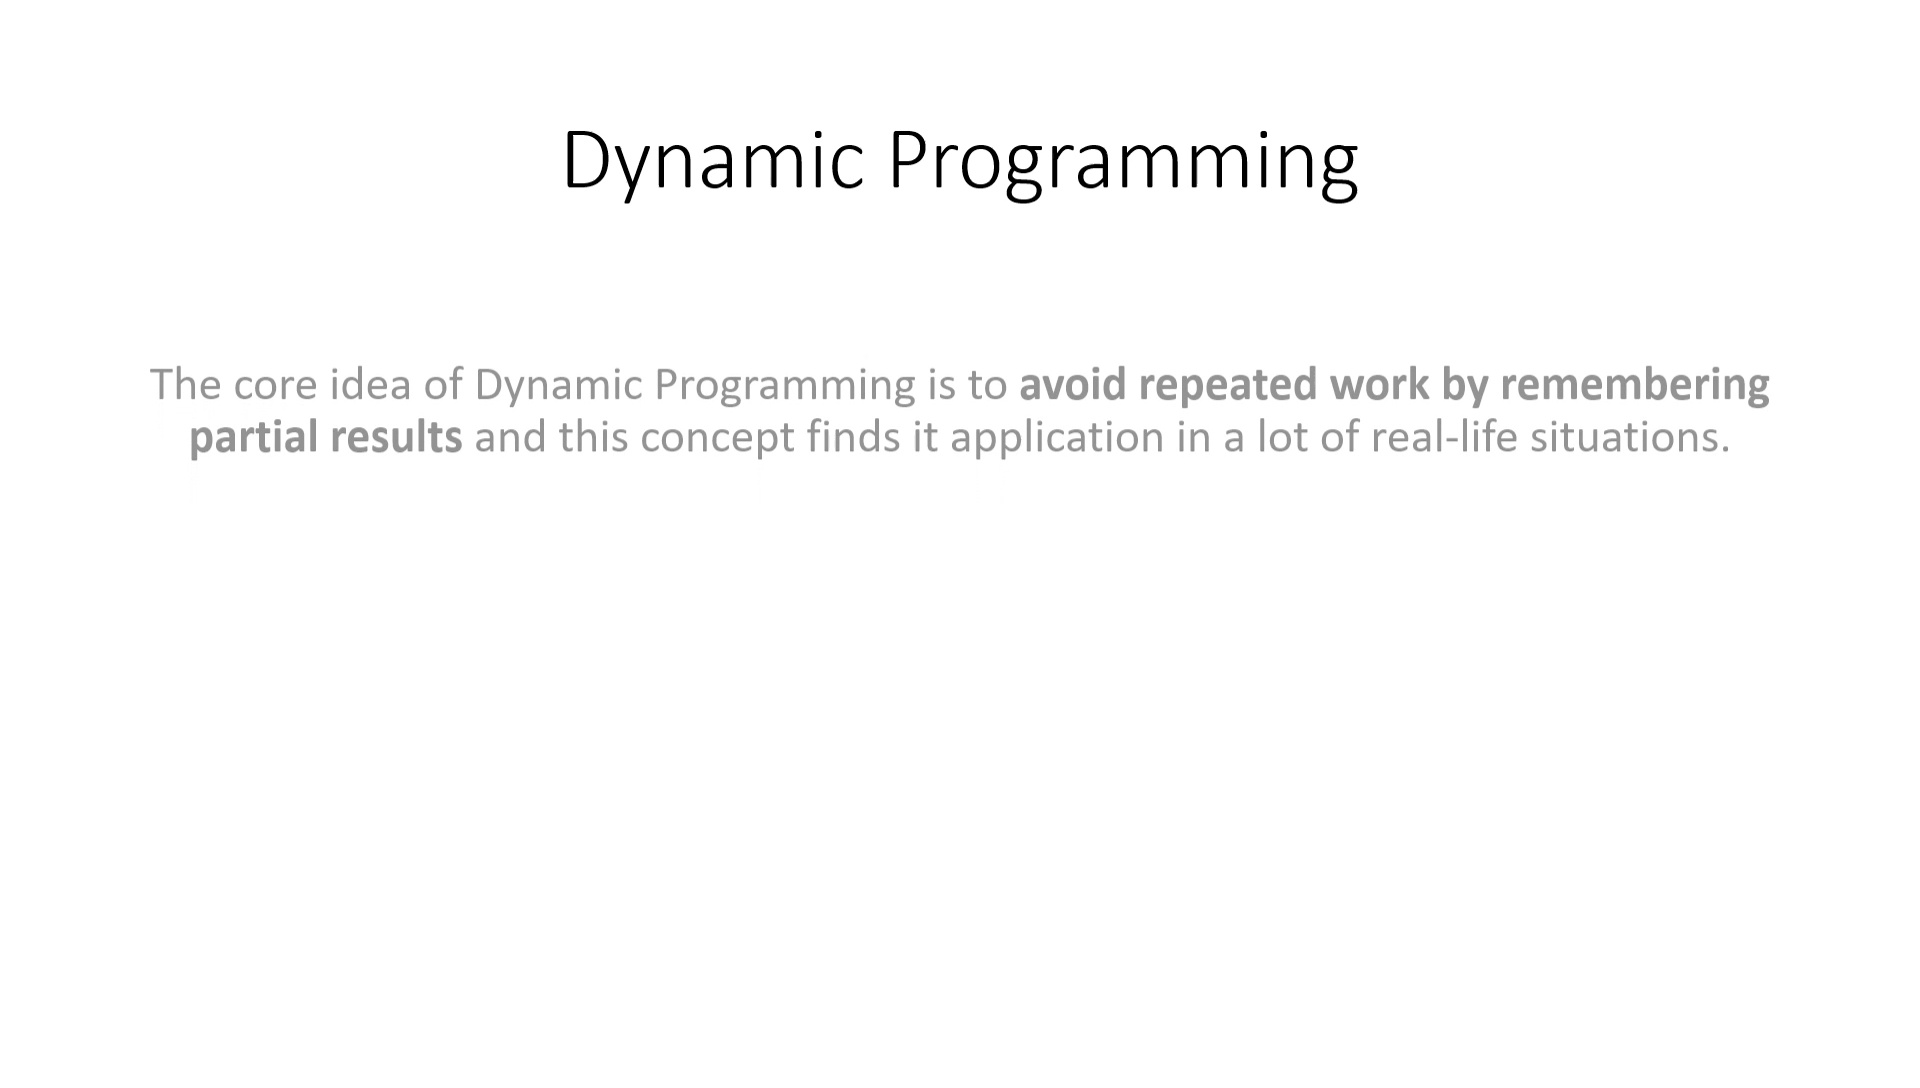 Dynamic Programming
The core idea of Dynamic Programming is to avoid repeated work by remembering
partial results and this concept finds it application in a lot of real-life situations.